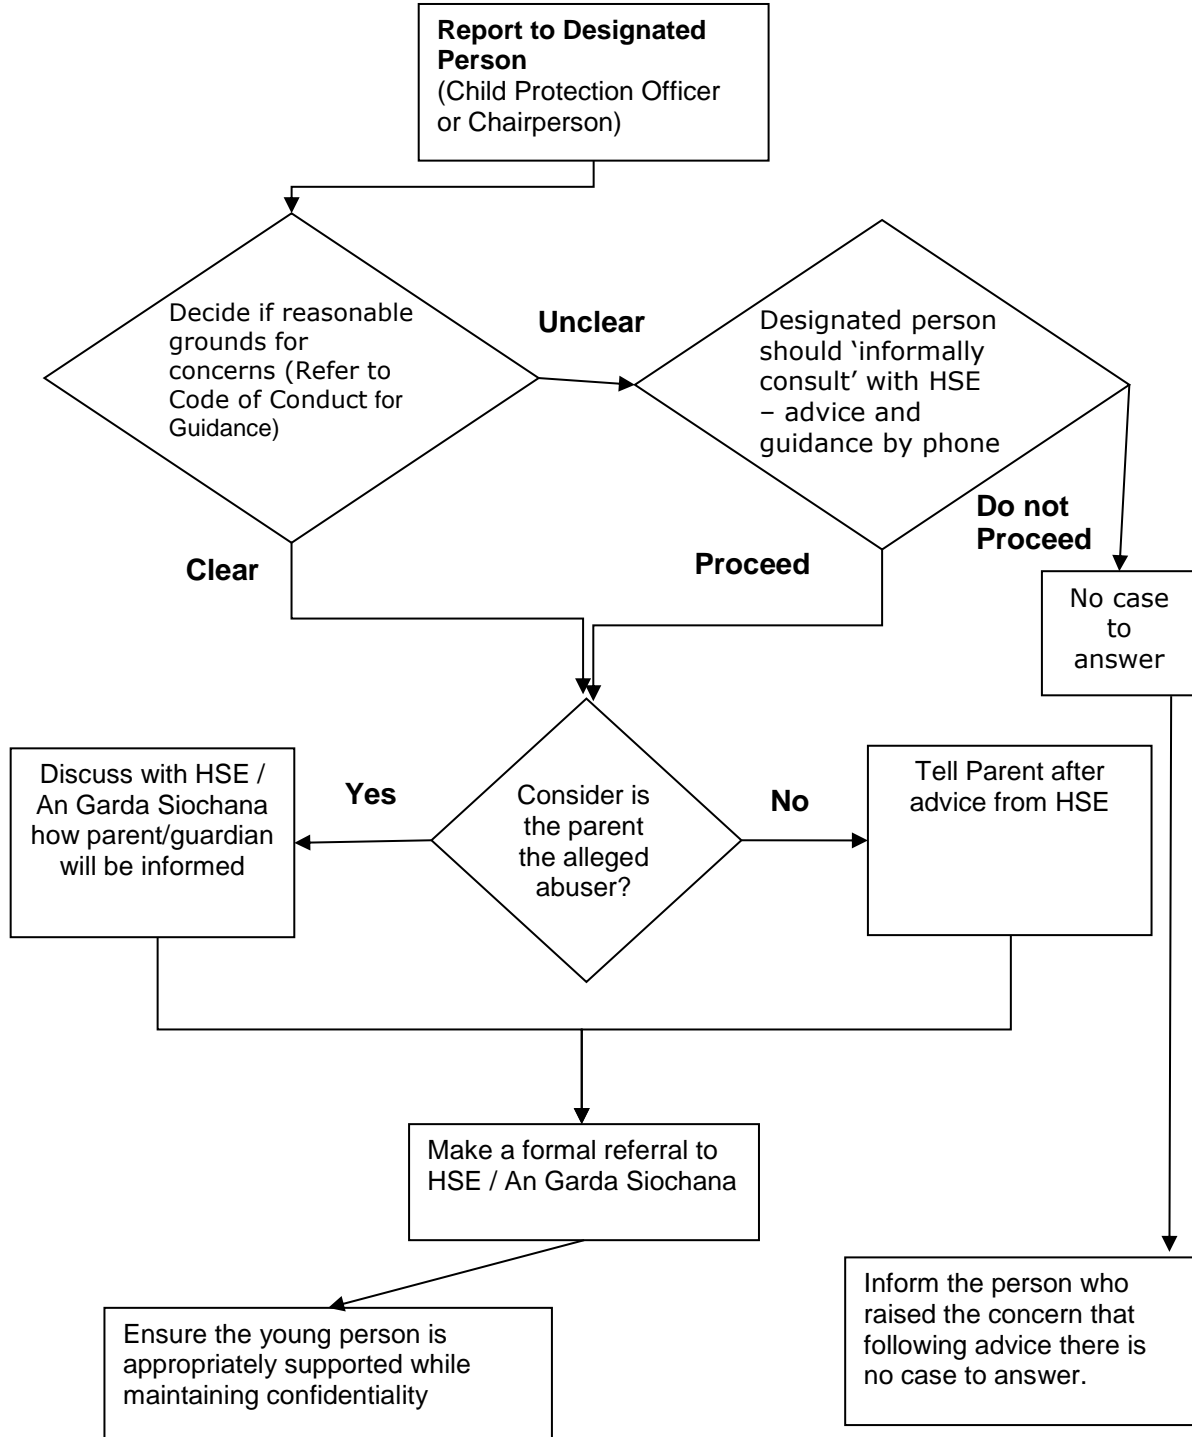 Report to Designated
Person
(Child Protection Officer
or Chairperson)
Decide if reasonable
grounds for
concerns (Refer to
Code of Conduct for
Guidance)
Unclear
Designated person
should ‘informally
consult’ with HSE
– advice and
guidance by phone
Clear
Proceed
Do not
Proceed
No case
to
answer
Discuss with HSE /
An Garda Siochana
how parent/guardian
will be informed
Yes
Consider is
the parent
the alleged
abuser?
No
Tell Parent after
advice from HSE
Make a formal referral to
HSE / An Garda Siochana
Ensure the young person is
appropriately supported while
maintaining confidentiality
Inform the person who
raised the concern that
following advice there is
no case to answer.